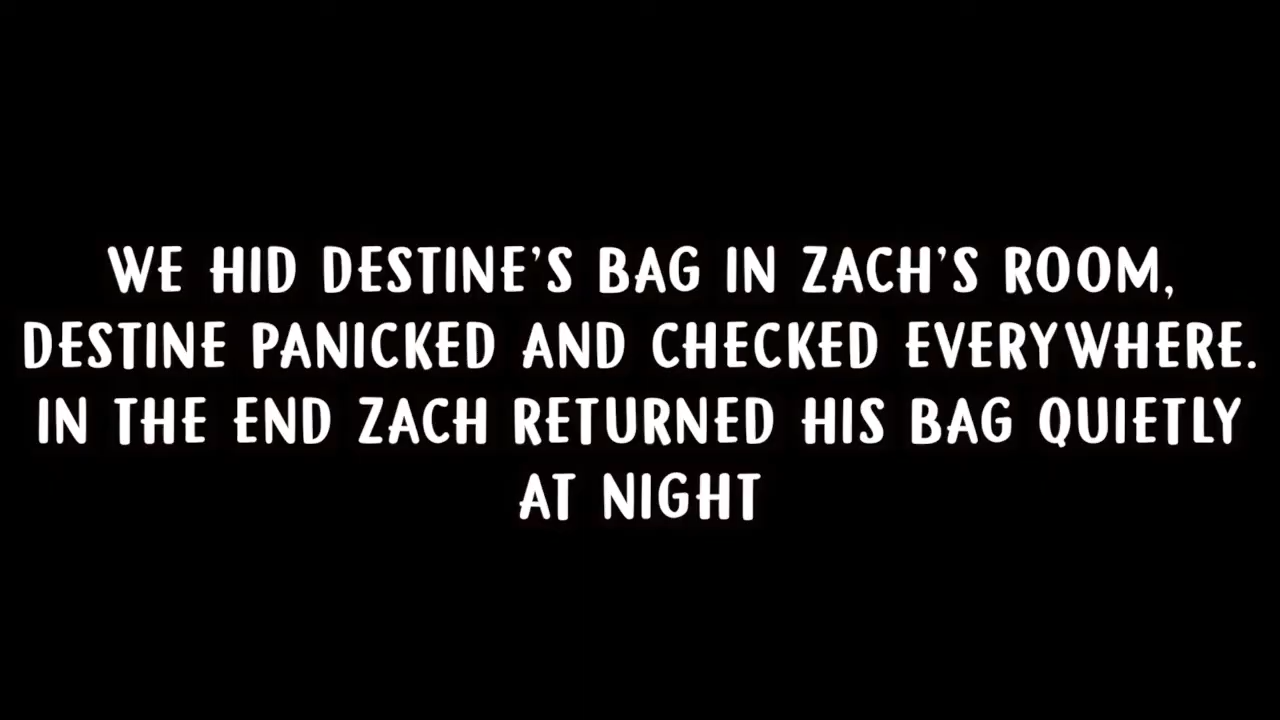 WE HID DESTINE'S BAG IN ZACH'S ROOM,
DESTINE PANICKED AND CHECKED EVERYWHERE.
IN THE END ZACH RETURNED HIS BAG QUIETLY
AT NIGHT